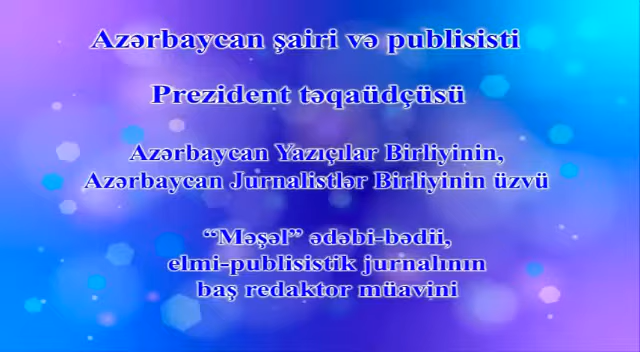 Azərbaycan şairi və publisisti
Prezident təqaüdçüsü
Azərbaycan Yazıçılar Birliyinin,
Azərbaycan Jurnalistlər Birliyinin üzvü
“Məşəl” ədəbi-bədii,
elmi-publisistik jurnalının
baş redaktor müavini